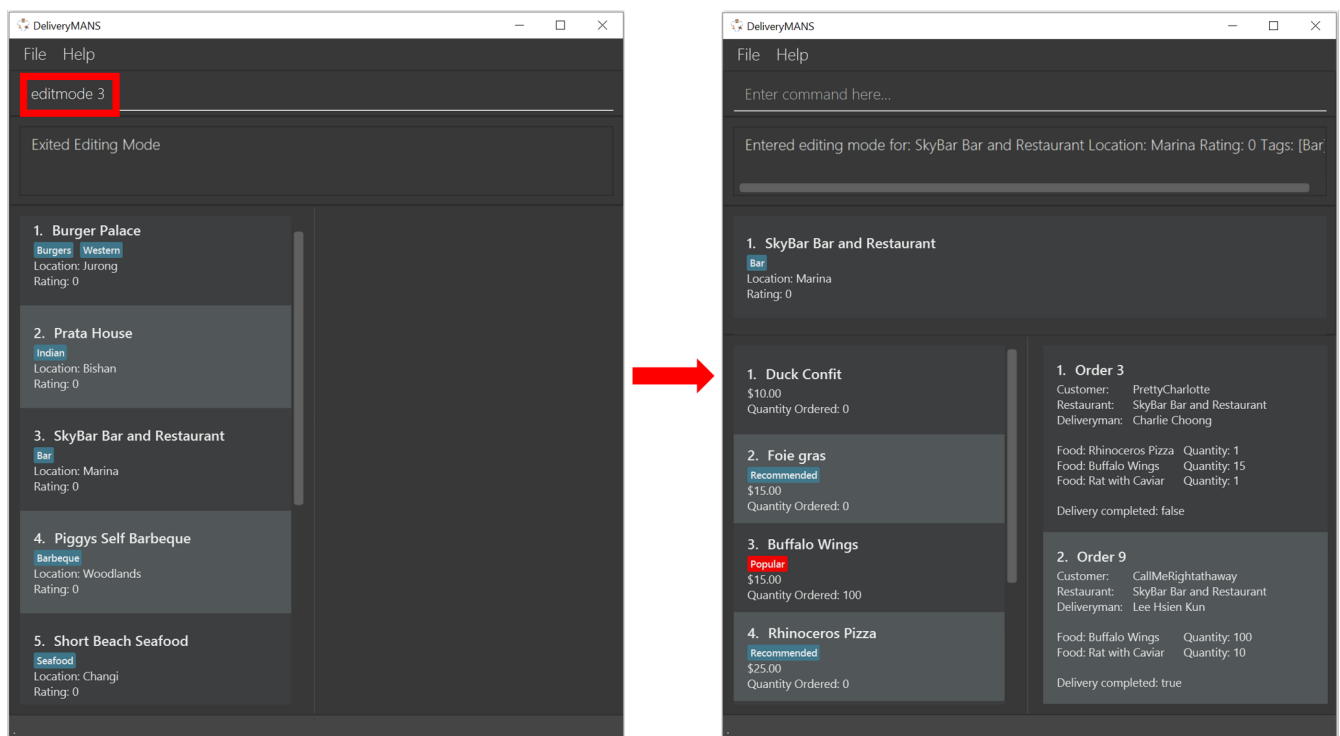 DeliveryMANS
File Help
editmode 3
Exited Editing Mode
1. Burger Palace
Burgers Western
Location: Jurong
Rating: 0
2. Prata House
Indian
Location: Bishan
Rating: 0
3. SkyBar Bar and Restaurant
Bar
Location: Marina
Rating: 0
4. Piggys Self Barbeque
Barbeque
Location: Woodlands
Rating: 0
5. Short Beach Seafood
Seafood
Location: Changi
Rating: 0
DeliveryMANS
File Help
Enter command here...
Entered editing mode for: SkyBar Bar and Restaurant Location: Marina Rating: 0 Tags: [Bar
1. SkyBar Bar and Restaurant
Bar
Location: Marina
Rating: 0
1. Duck Confit
$10.00
Quantity Ordered: 0
2. Foie gras
Recommended
$15.00
Quantity Ordered: 0
3. Buffalo Wings
Popular
$15.00
Quantity Ordered: 100
4. Rhinoceros Pizza
Recommended
$25.00
Quantity Ordered: 0
1. Order 3
Customer: PrettyCharlotte
Restaurant: SkyBar Bar and Restaurant
Deliveryman: Charlie Choong
Food: Rhinoceros Pizza Quantity: 1
Food: Buffalo Wings Quantity: 15
Food: Rat with Caviar Quantity: 1
Delivery completed: false
2. Order 9
Customer: CallMeRightathaway
Restaurant: SkyBar Bar and Restaurant
Deliveryman: Lee Hsien Kun
Food: Buffalo Wings Quantity: 100
Food: Rat with Caviar Quantity: 10
Delivery completed: true